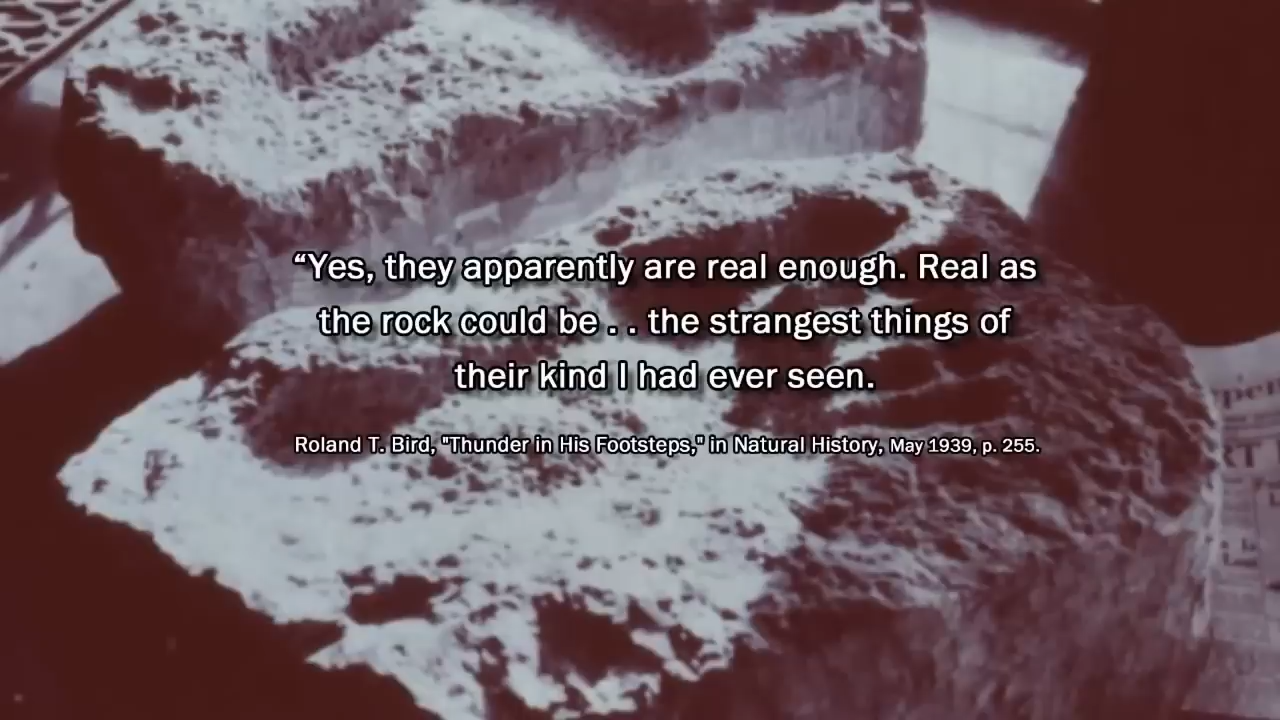 “Yes, they apparently are real enough. Real as
the rock could be . . the strangest things of
their kind I had ever seen.
Roland T. Bird, "Thunder in His Footsteps," in Natural History, May 1939, p. 255.